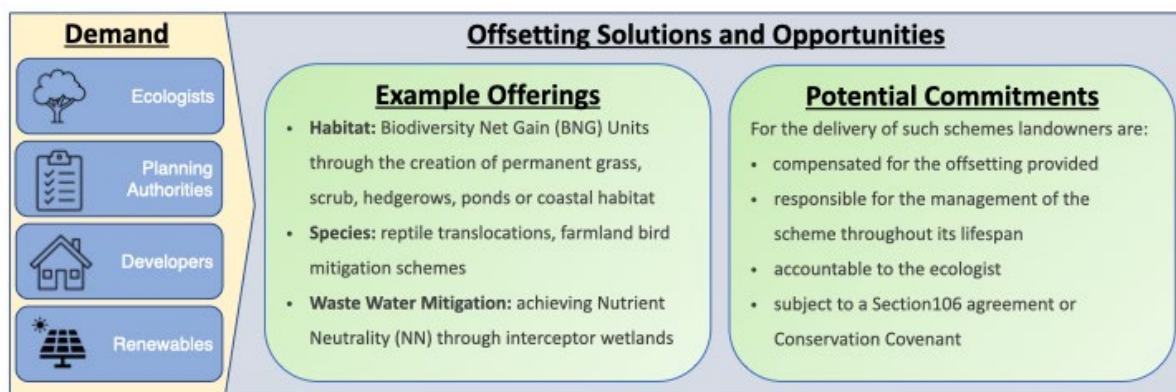 Demand
Ecologists
Planning
Authorities
Developers
Renewables
Offsetting Solutions and Opportunities
Example Offerings
• Habitat: Biodiversity Net Gain (BNG) Units
through the creation of permanent grass,
scrub, hedgerows, ponds or coastal habitat
• Species: reptile translocations, farmland bird
mitigation schemes
• Waste Water Mitigation: achieving Nutrient
Neutrality (NN) through interceptor wetlands
Potential Commitments
For the delivery of such schemes landowners are:
• compensated for the offsetting provided
• responsible for the management of the
scheme throughout its lifespan
• accountable to the ecologist
• subject to a Section106 agreement or
Conservation Covenant